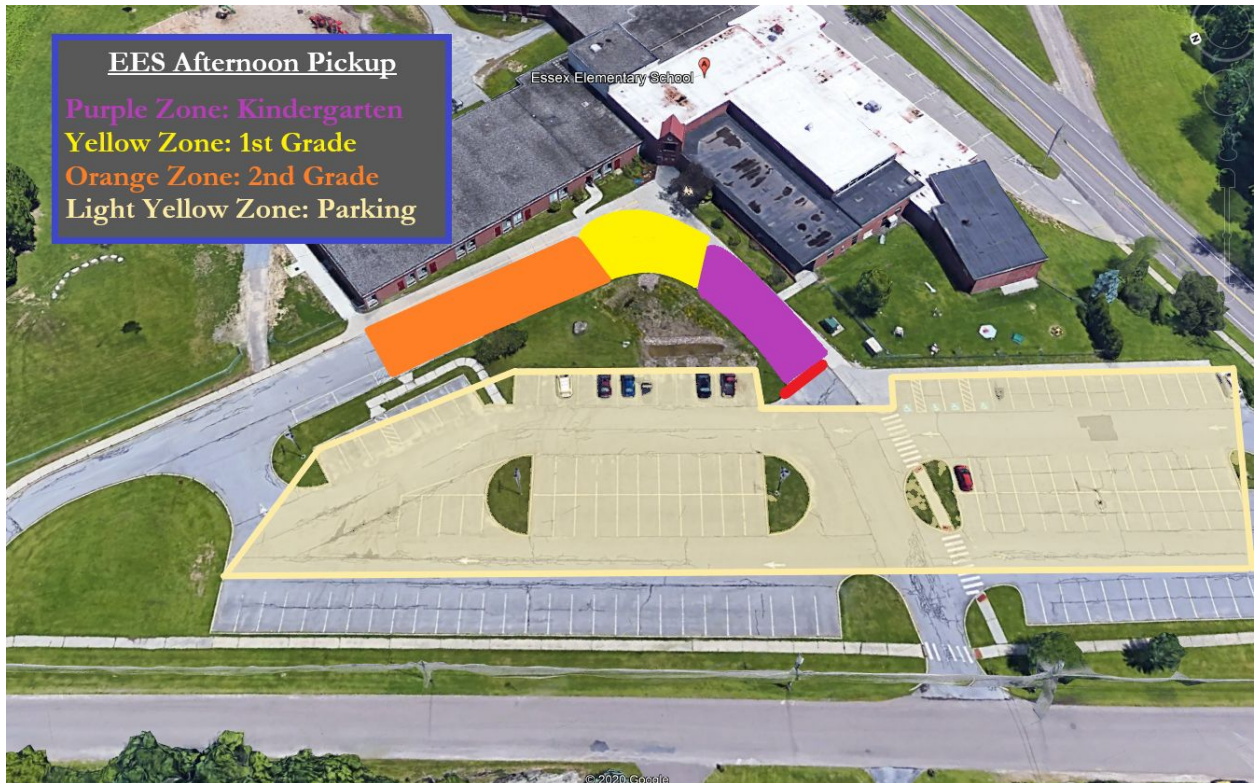 EES Afternoon Pickup
Purple Zone: Kindergarten
Yellow Zone: 1st Grade
Orange Zone: 2nd Grade
Light Yellow Zone: Parking
Essex Elementary School
A
N
© 2020 Google